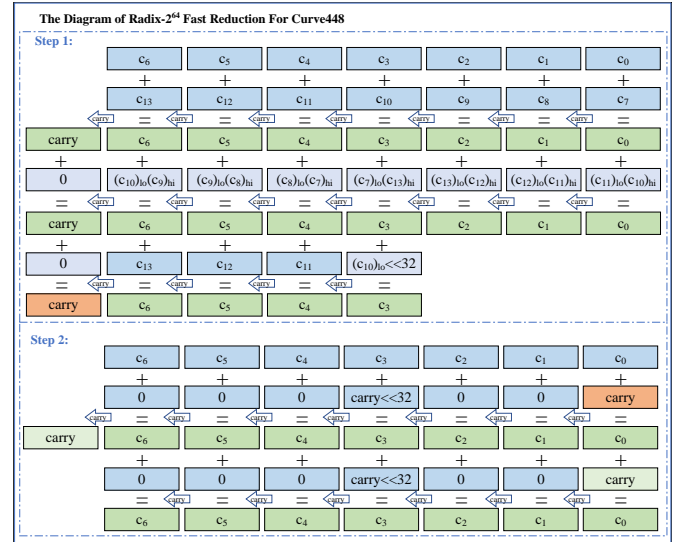 The Diagram of Radix-2⁶⁴ Fast Reduction For Curve448
Step 1:
c₆ c₅ c₄ c₃ c₂ c₁ c₀
+ + + + + + +
c₁₃ c₁₂ c₁₁ c₁₀ c₉ c₈ c₇
carry = carry = carry = carry = carry = carry = carry =
carry c₆ c₅ c₄ c₃ c₂ c₁ c₀
+ + + + + + + +
0 (c₁₀)lo(c₉)hi (c₉)lo(c₈)hi (c₈)lo(c₇)hi (c₇)lo(c₁₃)hi (c₁₃)lo(c₁₂)hi (c₁₂)lo(c₁₁)hi (c₁₁)lo(c₁₀)hi
= carry = carry = carry = carry = carry = carry = carry =
carry c₆ c₅ c₄ c₃ c₂ c₁ c₀
+ + + + +
0 c₁₃ c₁₂ c₁₁ (c₁₀)lo<<32
= carry = carry = carry = carry =
carry c₆ c₅ c₄ c₃
Step 2:
c₆ c₅ c₄ c₃ c₂ c₁ c₀
+ + + + + + +
0 0 0 carry<<32 0 0 carry
carry = carry = carry = carry = carry = carry = carry =
carry c₆ c₅ c₄ c₃ c₂ c₁ c₀
+ + + + + + +
0 0 0 carry<<32 0 0 carry
= carry = carry = carry = carry = carry = carry =
c₆ c₅ c₄ c₃ c₂ c₁ c₀